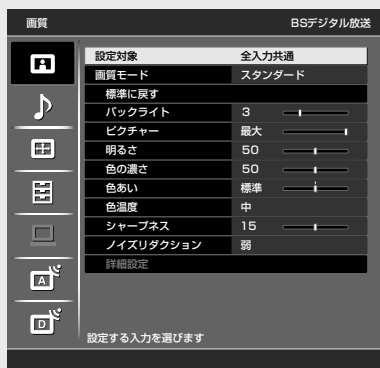 画質 BSデジタル放送
設定対象 全入力共通
画質モード スタンダード
標準に戻す
バックライト 3
ピクチャー 最大
明るさ 50
色の濃さ 50
色あい 標準
色温度 中
シャープネス 15
ノイズリダクション 弱
詳細設定
A
D
設定する入力を選びます